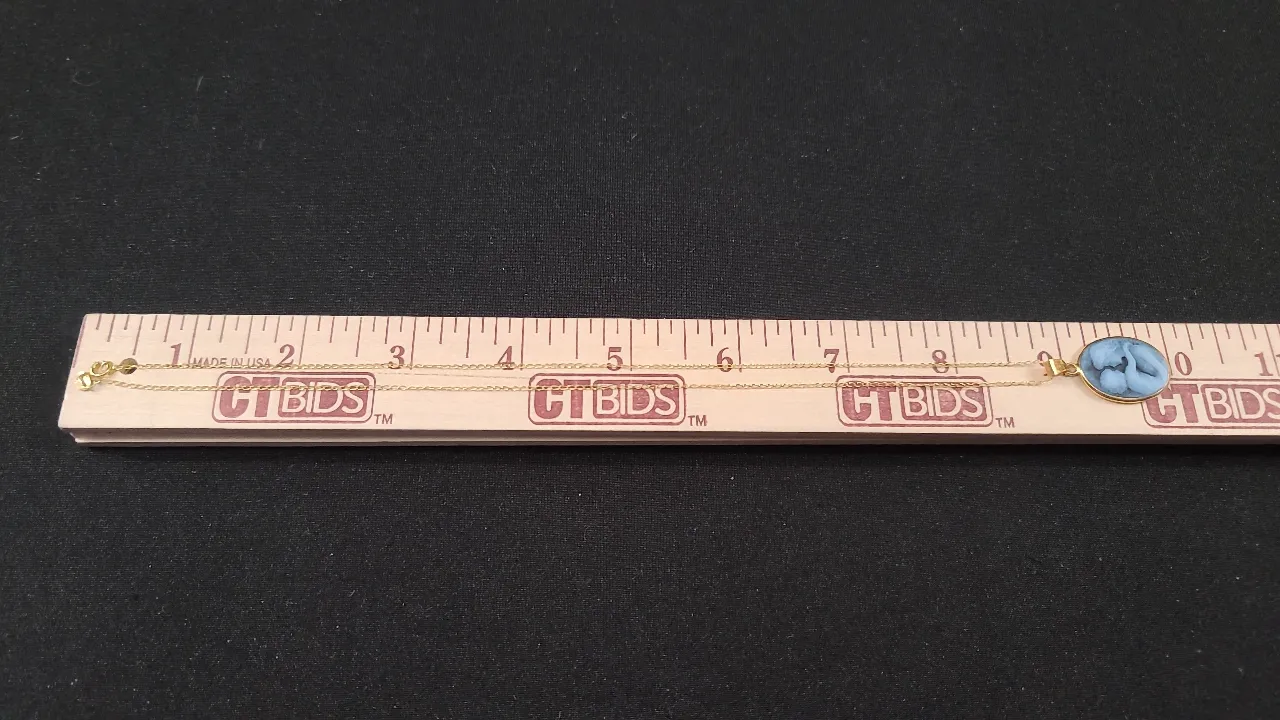 1 2 3 4 5 6 7 8 9 0 1
MADE IN USA
CTBIDS™ CTBIDS™ CTBIDS™ CTBIDS